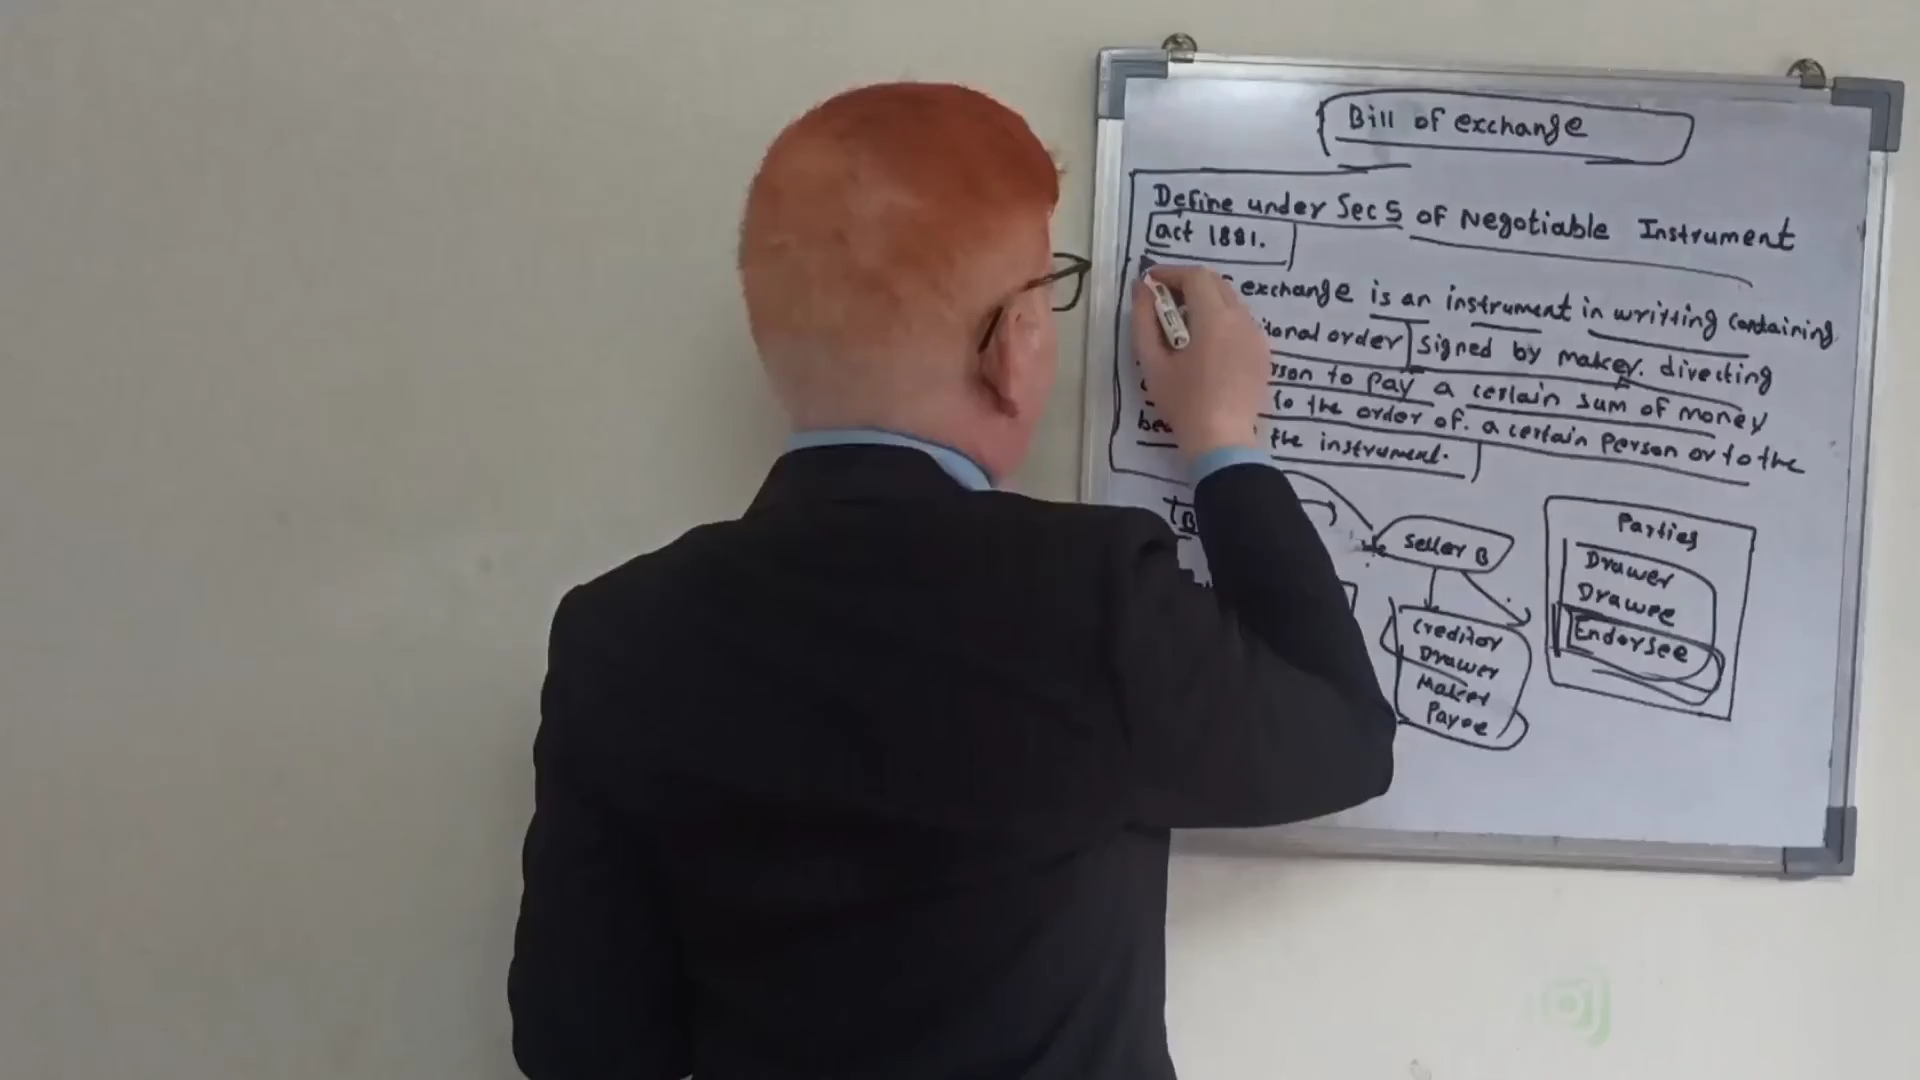 Bill of exchange
Define under Sec 5 of Negotiable Instrument
act 1881.
exchange is an instrument in writting containing
order signed by maker. directing
to pay a certain sum of money
to the order of. a certain person or to the
the instrument.
Seller B
Creditor
Drawer
Maker
Payee
Parties
Drawer
Drawee
Endorsee